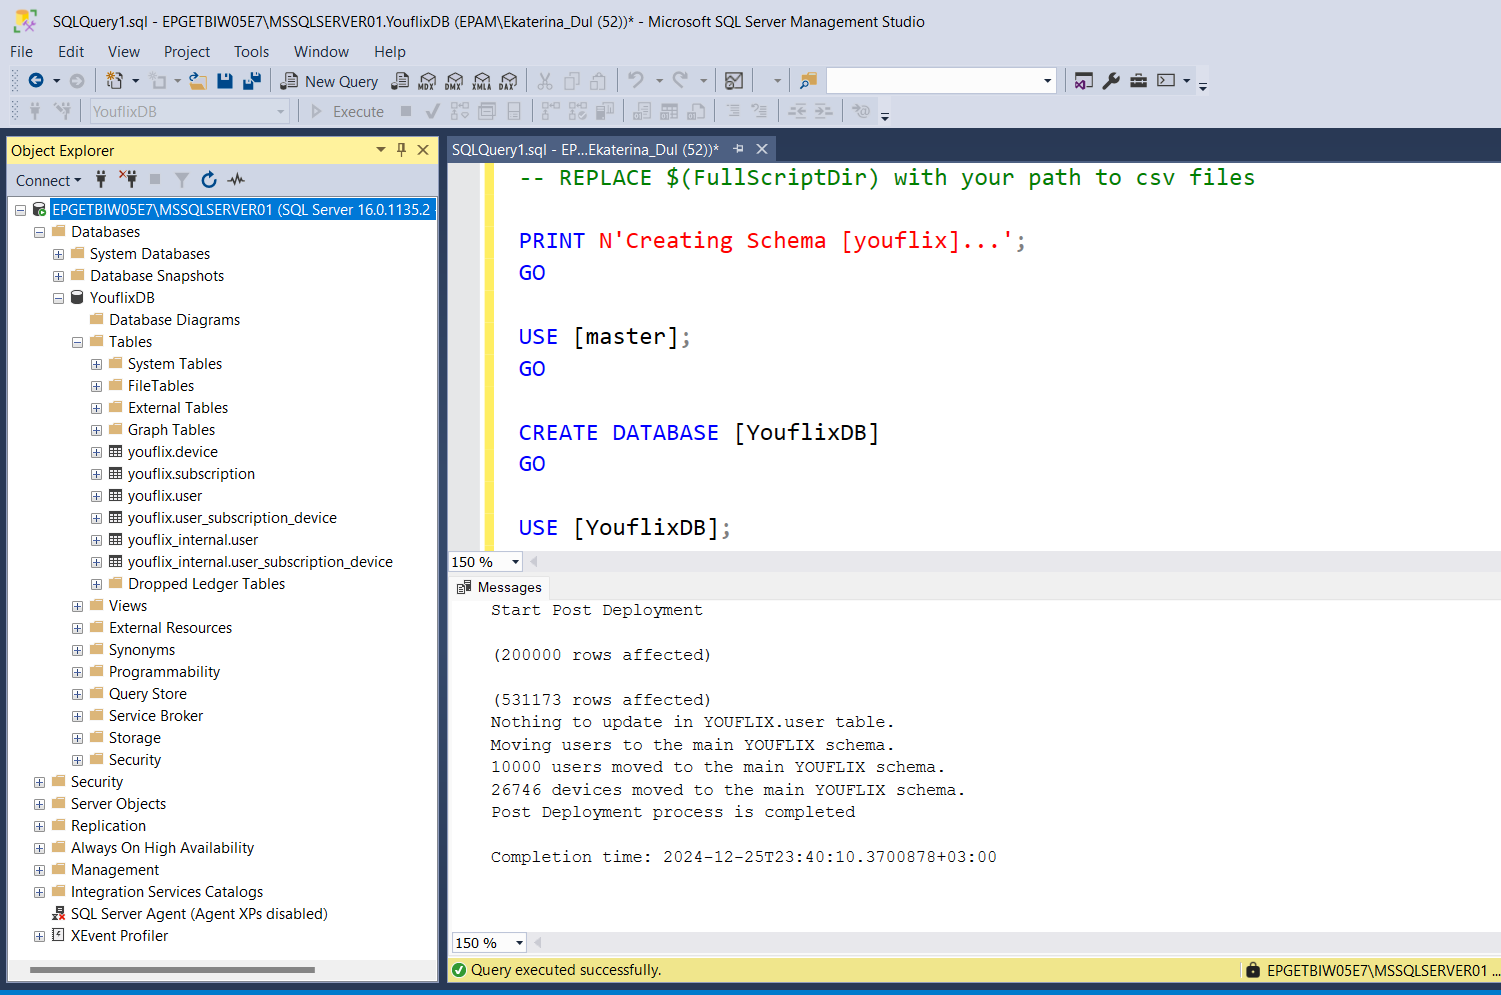 SQLQuery1.sql - EPGETBIW05E7\MSSQLSERVER01.YouflixDB (EPAM\Ekaterina_Dul (52))* - Microsoft SQL Server Management Studio
File Edit View Project Tools Window Help
New Query MDX DMX XMLA DAX
YouflixDB Execute
Object Explorer
Connect
EPGETBIW05E7\MSSQLSERVER01 (SQL Server 16.0.1135.2 -
Databases
System Databases
Database Snapshots
YouflixDB
Database Diagrams
Tables
System Tables
FileTables
External Tables
Graph Tables
youflix.device
youflix.subscription
youflix.user
youflix.user_subscription_device
youflix_internal.user
youflix_internal.user_subscription_device
Dropped Ledger Tables
Views
External Resources
Synonyms
Programmability
Query Store
Service Broker
Storage
Security
Security
Server Objects
Replication
Always On High Availability
Management
Integration Services Catalogs
SQL Server Agent (Agent XPs disabled)
XEvent Profiler
SQLQuery1.sql - EP...Ekaterina_Dul (52))*
-- REPLACE $(FullScriptDir) with your path to csv files
PRINT N'Creating Schema [youflix]...';
GO
USE [master];
GO
CREATE DATABASE [YouflixDB]
GO
USE [YouflixDB];
150 %
Messages
Start Post Deployment
(200000 rows affected)
(531173 rows affected)
Nothing to update in YOUFLIX.user table.
Moving users to the main YOUFLIX schema.
10000 users moved to the main YOUFLIX schema.
26746 devices moved to the main YOUFLIX schema.
Post Deployment process is completed
Completion time: 2024-12-25T23:40:10.3700878+03:00
150 %
Query executed successfully.
EPGETBIW05E7\MSSQLSERVER01 ...